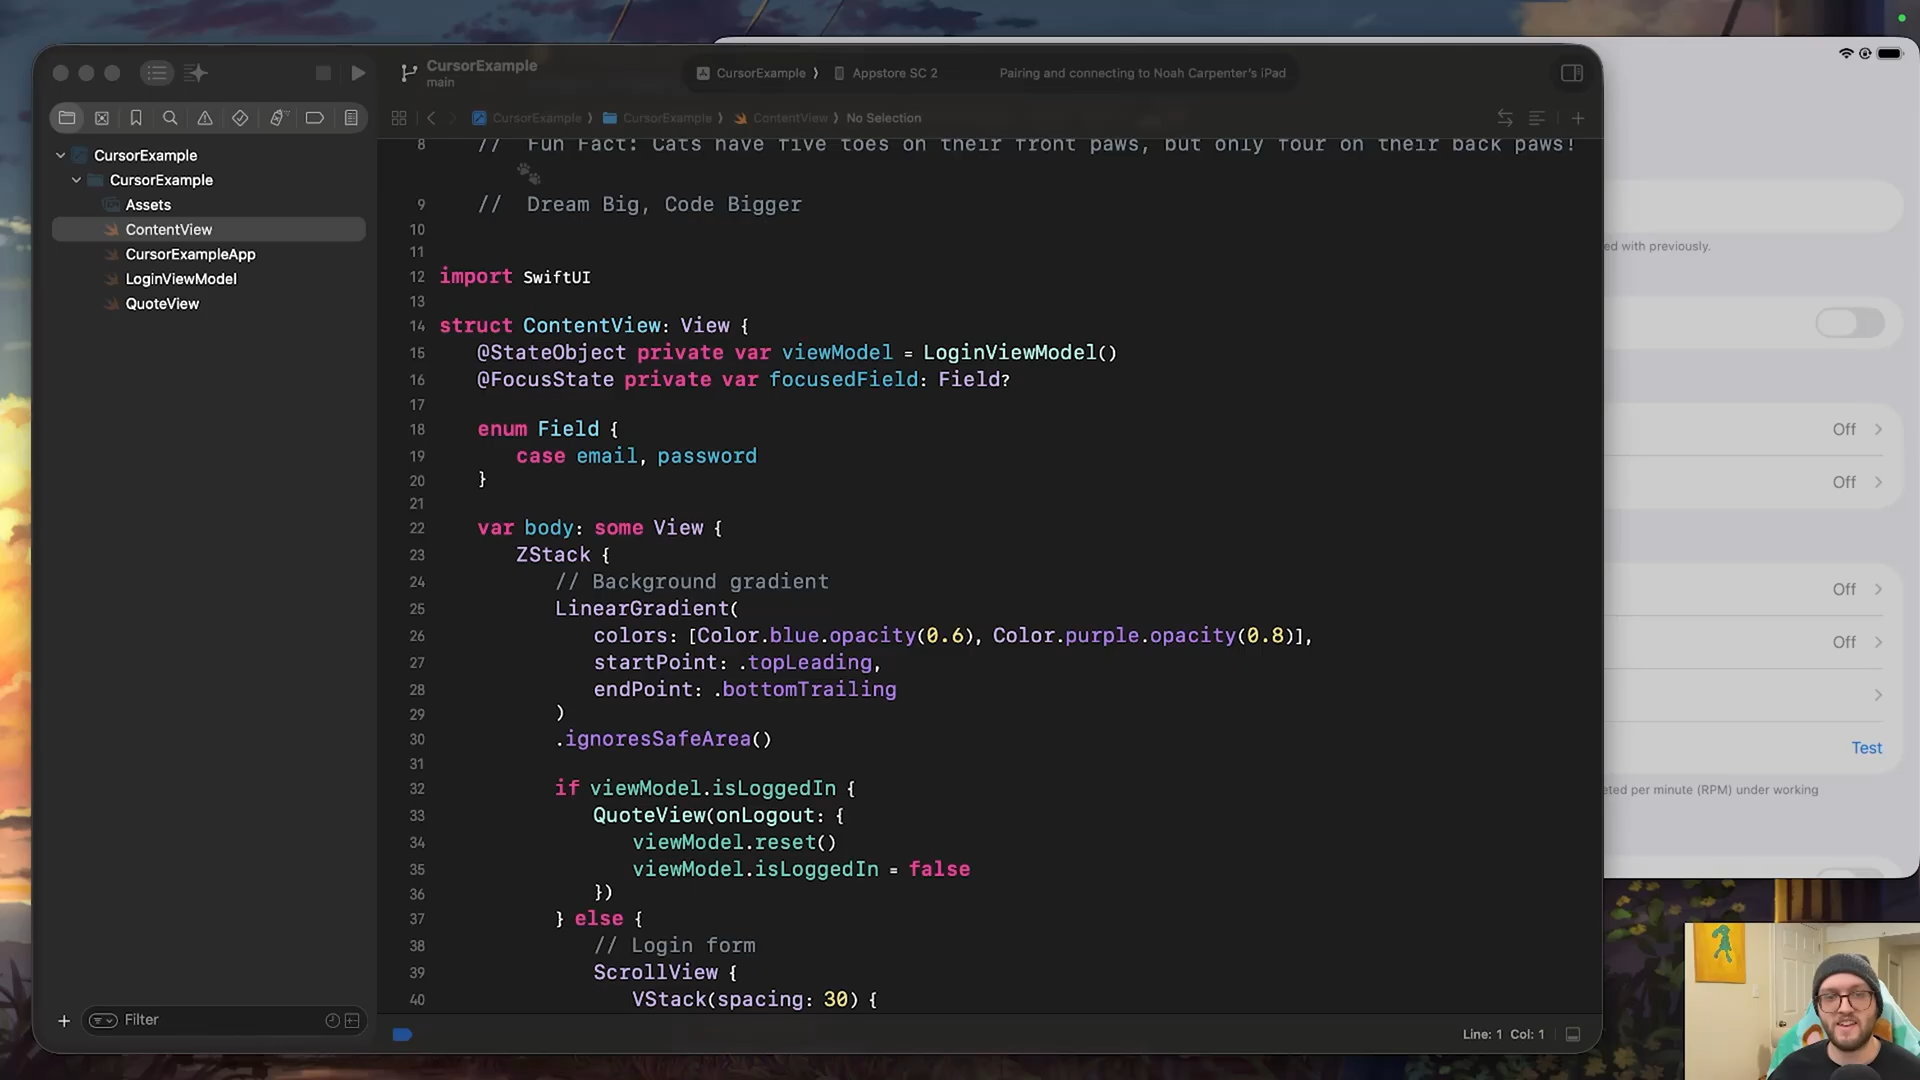 CursorExample
main
CursorExample
Appstore SC 2
Pairing and connecting to Noah Carpenter's iPad
CursorExample
CursorExample
ContentView
No Selection
CursorExample
CursorExample
Assets
ContentView
CursorExampleApp
LoginViewModel
QuoteView
Filter
8 // Fun Fact: Cats have five toes on their front paws, but only four on their back paws!
🐾
9 // Dream Big, Code Bigger
10
11
12 import SwiftUI
13
14 struct ContentView: View {
15 @StateObject private var viewModel = LoginViewModel()
16 @FocusState private var focusedField: Field?
17
18 enum Field {
19 case email, password
20 }
21
22 var body: some View {
23 ZStack {
24 // Background gradient
25 LinearGradient(
26 colors: [Color.blue.opacity(0.6), Color.purple.opacity(0.8)],
27 startPoint: .topLeading,
28 endPoint: .bottomTrailing
29 )
30 .ignoresSafeArea()
31
32 if viewModel.isLoggedIn {
33 QuoteView(onLogout: {
34 viewModel.reset()
35 viewModel.isLoggedIn = false
36 })
37 } else {
38 // Login form
39 ScrollView {
40 VStack(spacing: 30) {
Line: 1 Col: 1
with previously.
Off
Off
Off
Off
Test
per minute (RPM) under working